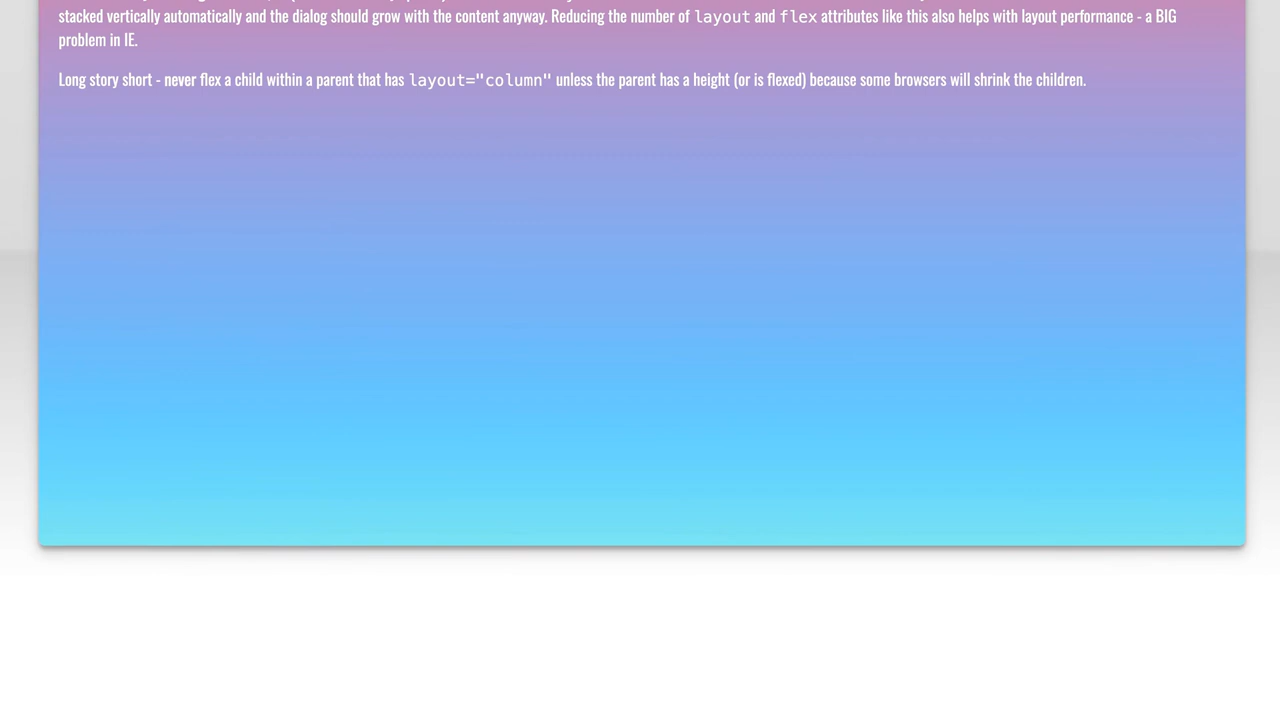 stacked vertically automatically and the dialog should grow with the content anyway. Reducing the number of layout and flex attributes like this also helps with layout performance - a BIG
problem in IE.
Long story short - never flex a child within a parent that has layout="column" unless the parent has a height (or is flexed) because some browsers will shrink the children.